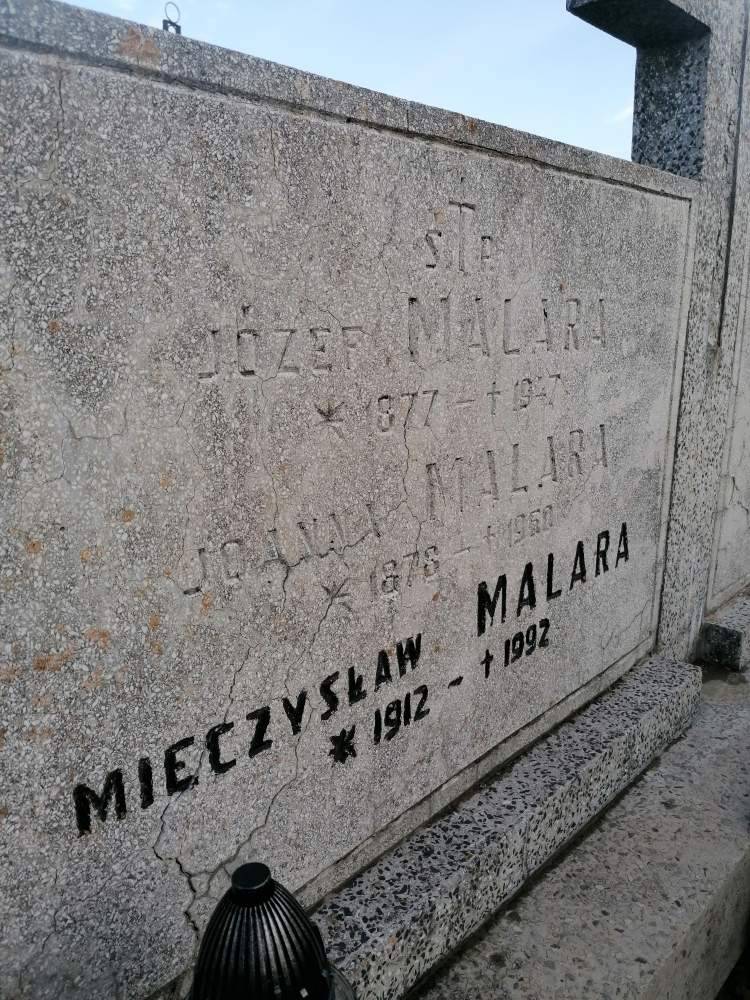 ś T P.
JÓZEF MALARA
* 1877 - † 1947
JOANNA MALARA
* 1878 - † 1960
MIECZYSŁAW MALARA
* 1912 - † 1992